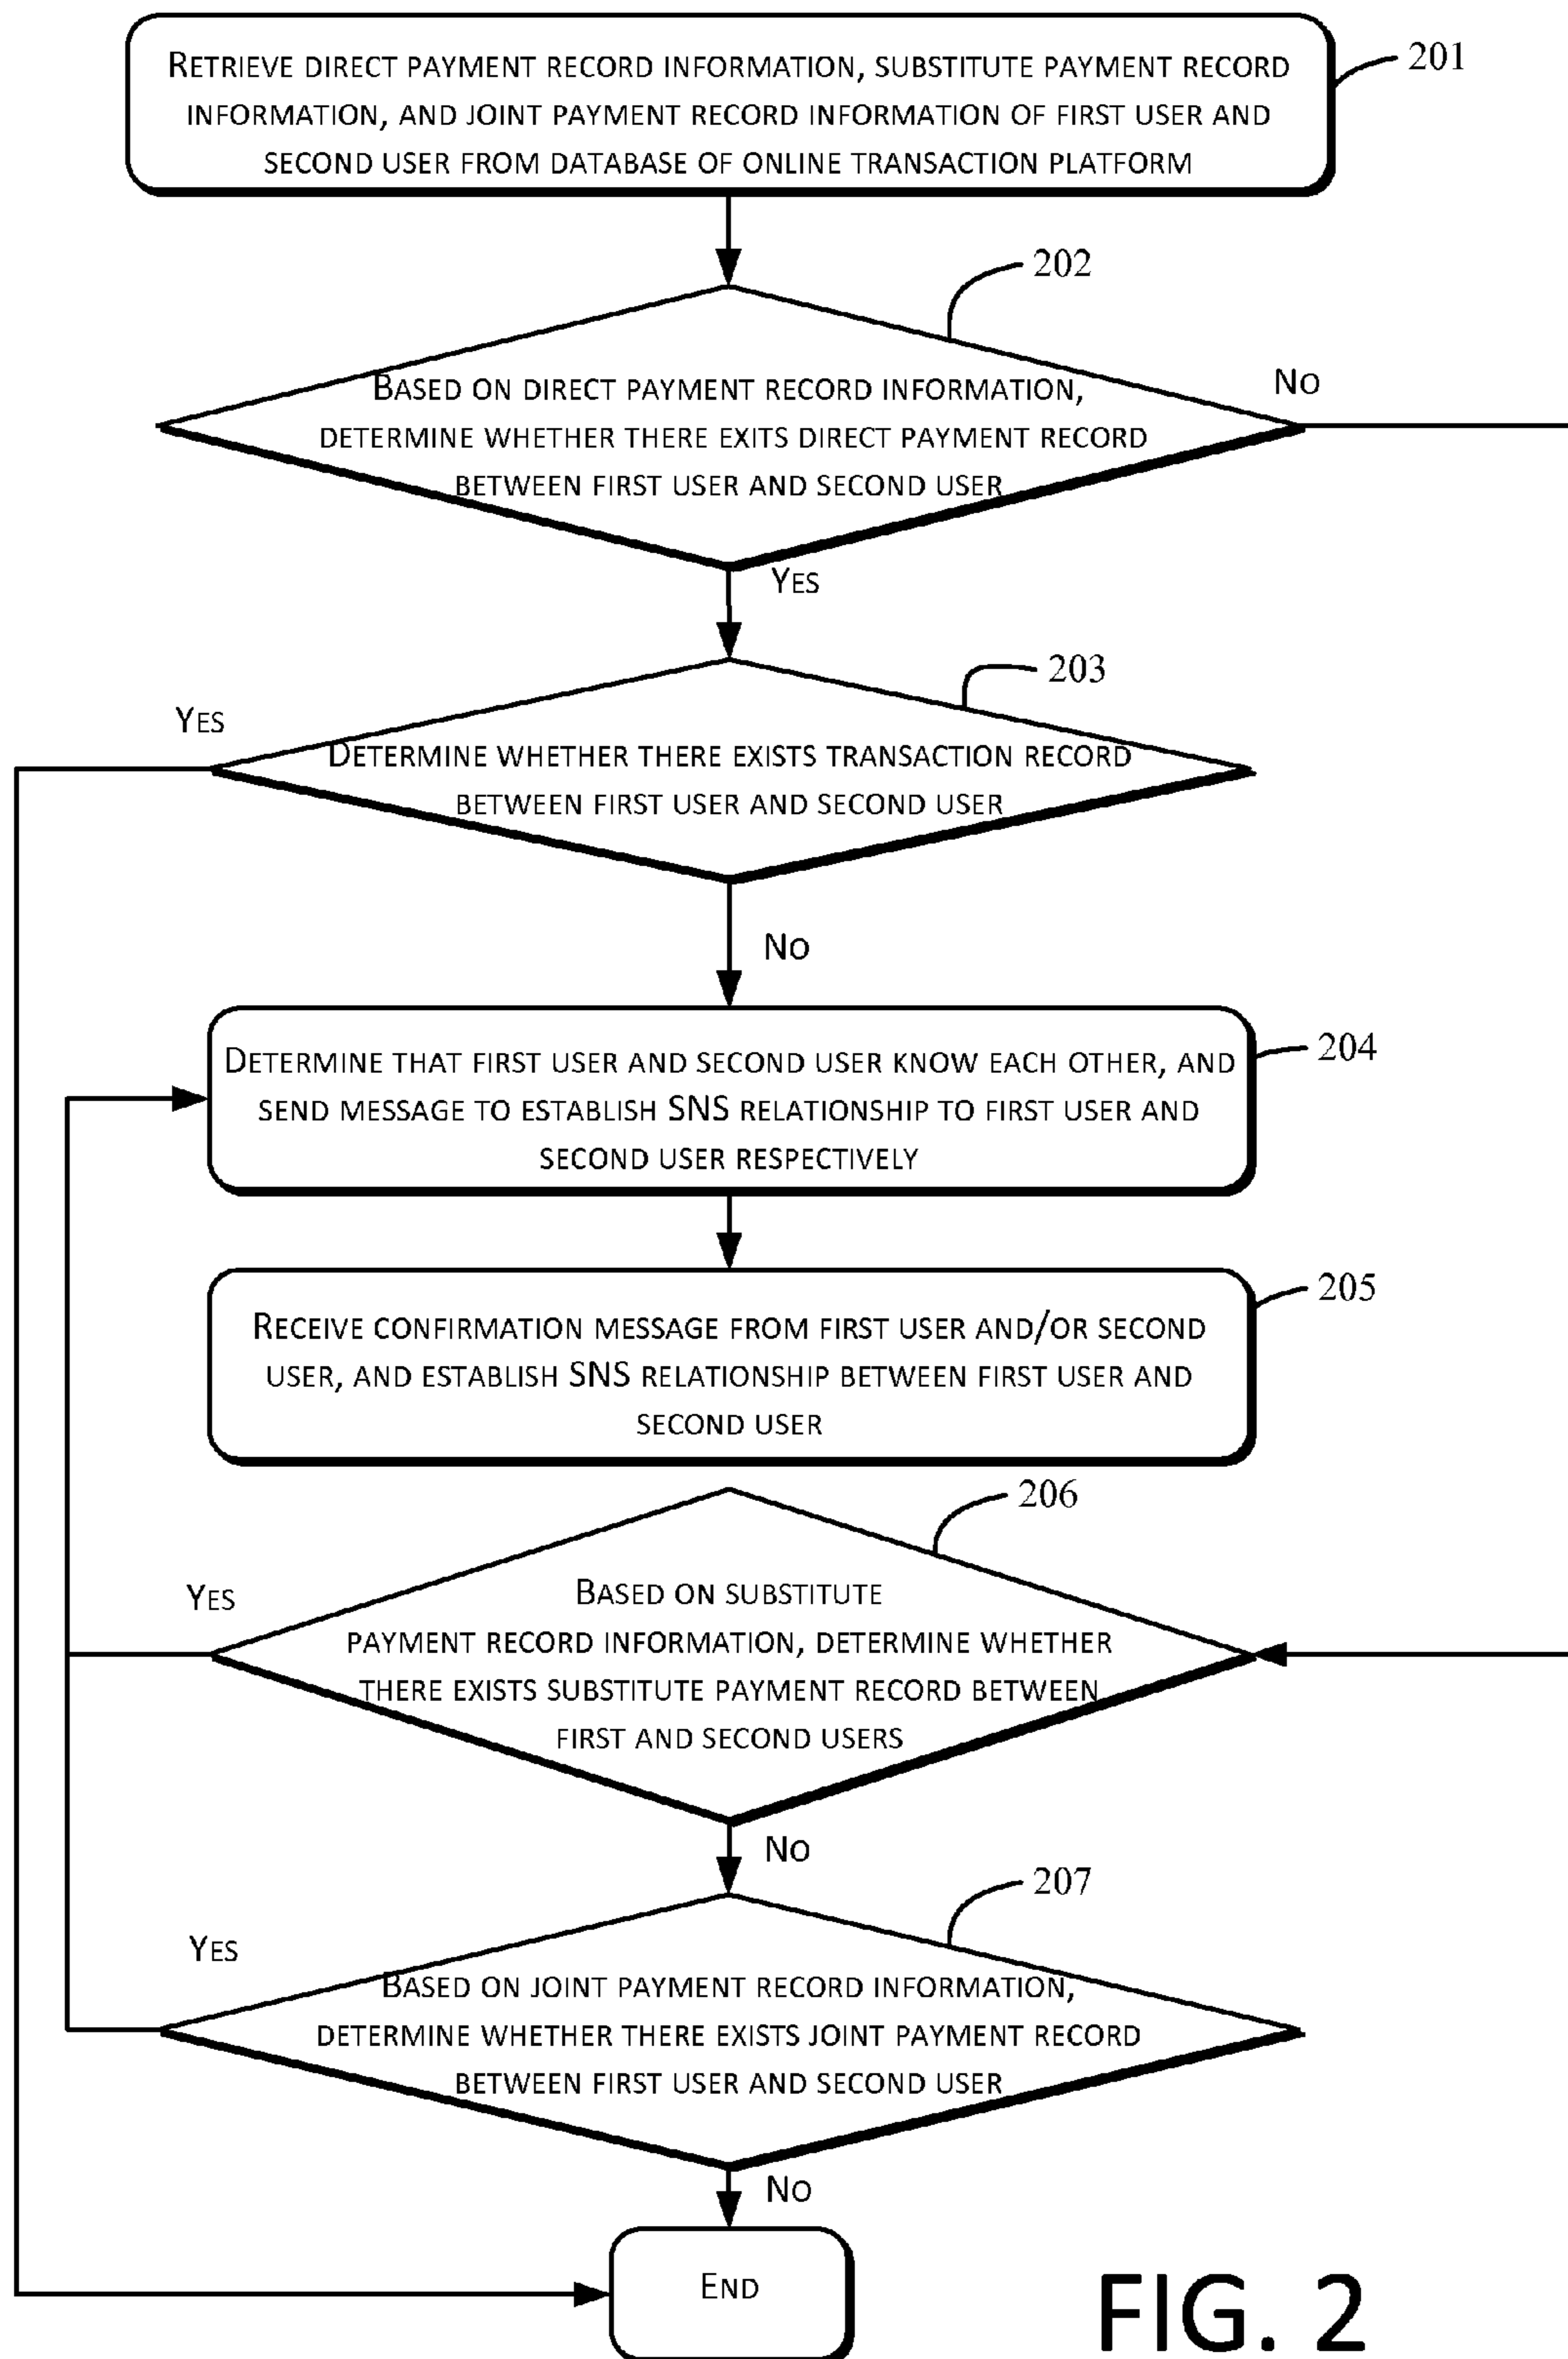 RETRIEVE DIRECT PAYMENT RECORD INFORMATION, SUBSTITUTE PAYMENT RECORD
INFORMATION, AND JOINT PAYMENT RECORD INFORMATION OF FIRST USER AND
SECOND USER FROM DATABASE OF ONLINE TRANSACTION PLATFORM
201
202
BASED ON DIRECT PAYMENT RECORD INFORMATION,
DETERMINE WHETHER THERE EXITS DIRECT PAYMENT RECORD
BETWEEN FIRST USER AND SECOND USER
NO
YES
203
YES
DETERMINE WHETHER THERE EXISTS TRANSACTION RECORD
BETWEEN FIRST USER AND SECOND USER
NO
204
DETERMINE THAT FIRST USER AND SECOND USER KNOW EACH OTHER, AND
SEND MESSAGE TO ESTABLISH SNS RELATIONSHIP TO FIRST USER AND
SECOND USER RESPECTIVELY
205
RECEIVE CONFIRMATION MESSAGE FROM FIRST USER AND/OR SECOND
USER, AND ESTABLISH SNS RELATIONSHIP BETWEEN FIRST USER AND
SECOND USER
206
YES
BASED ON SUBSTITUTE
PAYMENT RECORD INFORMATION, DETERMINE WHETHER
THERE EXISTS SUBSTITUTE PAYMENT RECORD BETWEEN
FIRST AND SECOND USERS
NO
207
YES
BASED ON JOINT PAYMENT RECORD INFORMATION,
DETERMINE WHETHER THERE EXISTS JOINT PAYMENT RECORD
BETWEEN FIRST USER AND SECOND USER
NO
END
FIG. 2